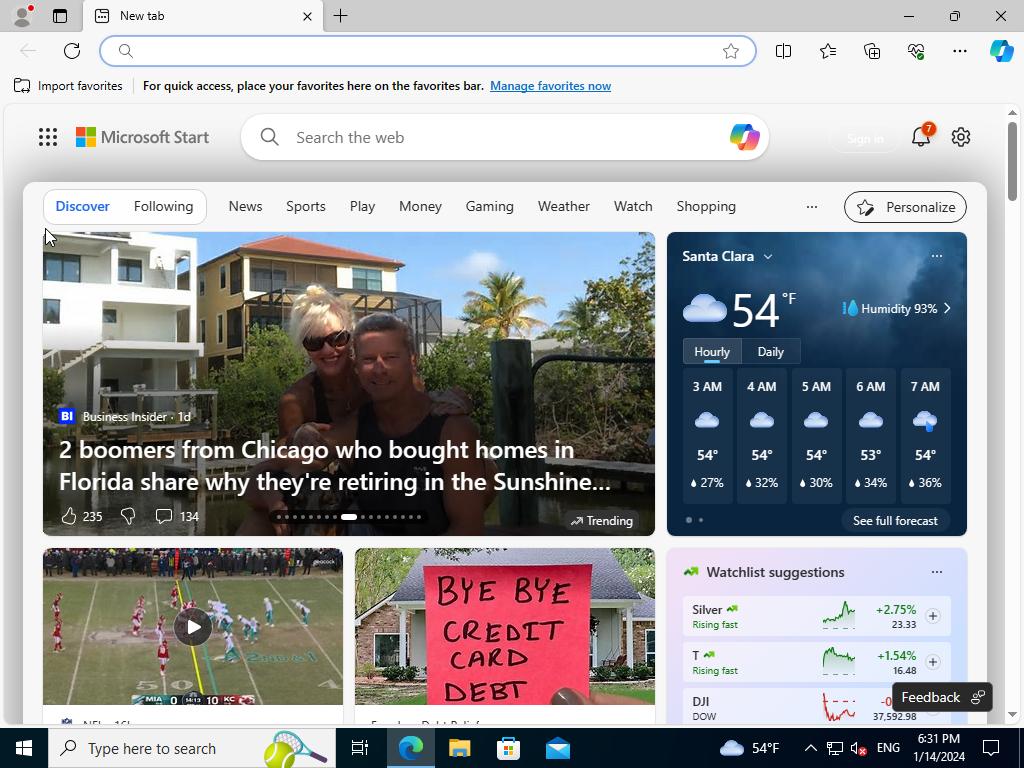 New tab
Import favorites
For quick access, place your favorites here on the favorites bar. Manage favorites now
Microsoft Start
Search the web
Sign in
7
Discover
Following
News
Sports
Play
Money
Gaming
Weather
Watch
Shopping
Personalize
BI Business Insider · 1d
2 boomers from Chicago who bought homes in
Florida share why they're retiring in the Sunshine...
235
134
Trending
Santa Clara
54 °F
Humidity 93%
Hourly
Daily
3 AM 4 AM 5 AM 6 AM 7 AM
54° 54° 54° 53° 54°
27% 32% 30% 34% 36%
See full forecast
peacock
MIA 0 14:13 10 KC
BYE BYE
CREDIT
CARD
DEBT
Watchlist suggestions
Silver
Rising fast
+2.75%
23.33
T
Rising fast
+1.54%
16.48
DJI
DOW
37,592.98
Feedback
Type here to search
54°F
ENG
6:31 PM
1/14/2024